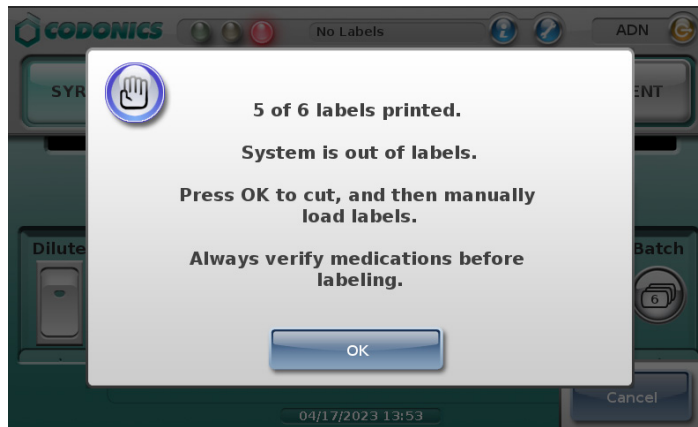 CODONICS
No Labels
ADN
SYR
ENT
5 of 6 labels printed.
System is out of labels.
Press OK to cut, and then manually
load labels.
Always verify medications before
labeling.
Dilute
Batch
6
OK
Cancel
04/17/2023 13:53